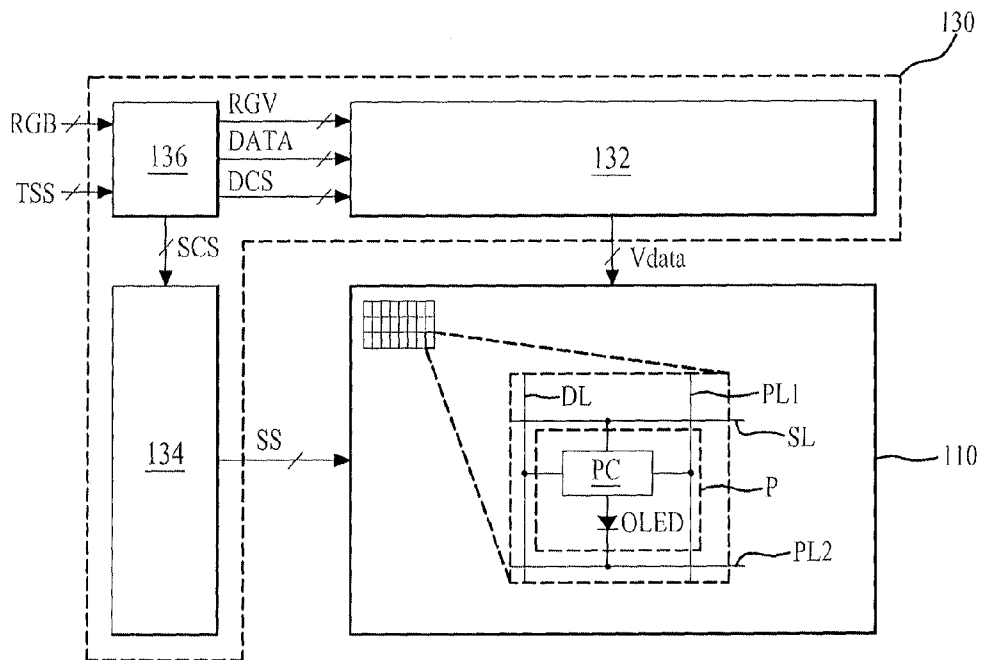 130
RGB
TSS
136
RGV
DATA
DCS
132
SCS
Vdata
134
SS
DL
PL1
SL
PC
P
OLED
PL2
110